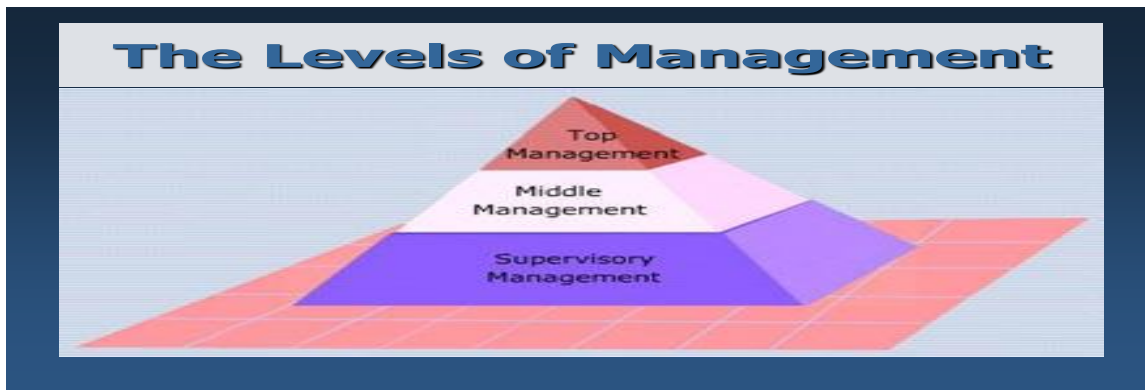 The Levels of Management
Top
Management
Middle
Management
Supervisory
Management